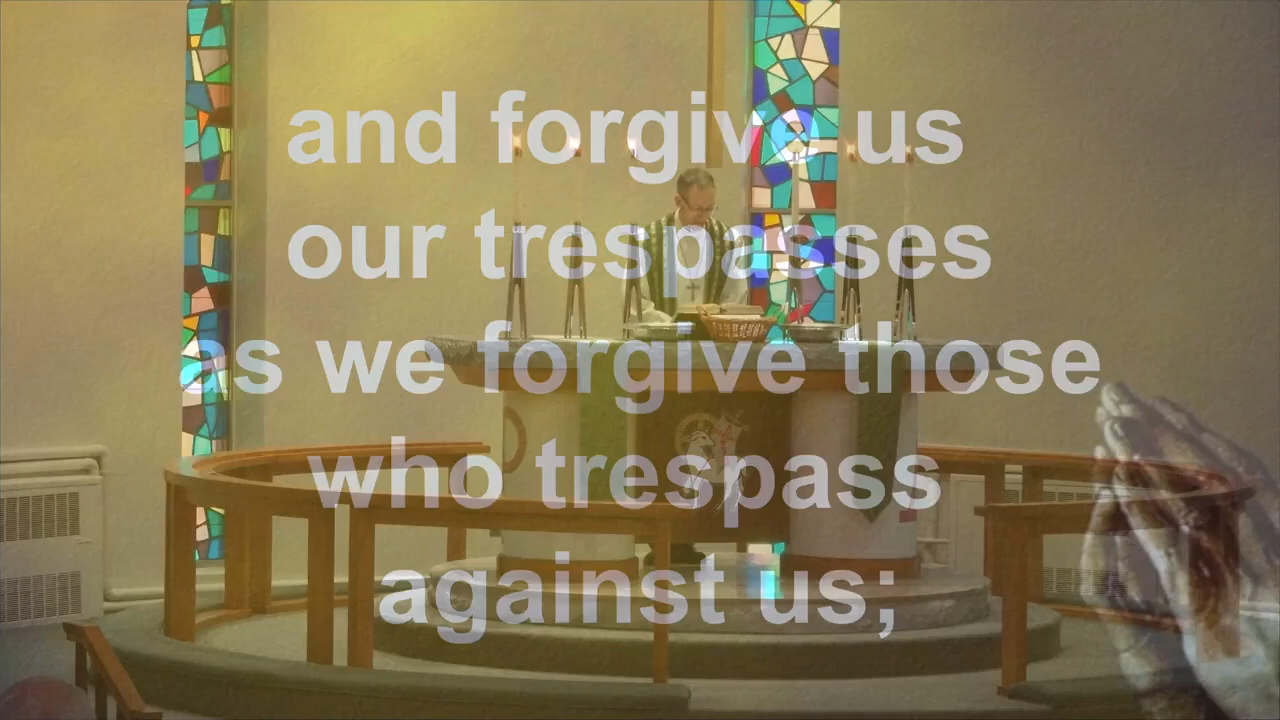 and forgive us
our trespasses
as we forgive those
who trespass
against us;